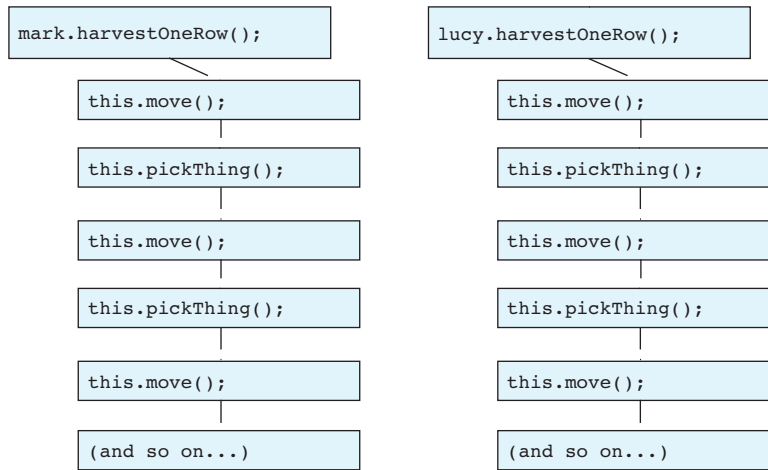 mark.harvestOneRow();
this.move();
this.pickThing();
this.move();
this.pickThing();
this.move();
(and so on...)
lucy.harvestOneRow();
this.move();
this.pickThing();
this.move();
this.pickThing();
this.move();
(and so on...)